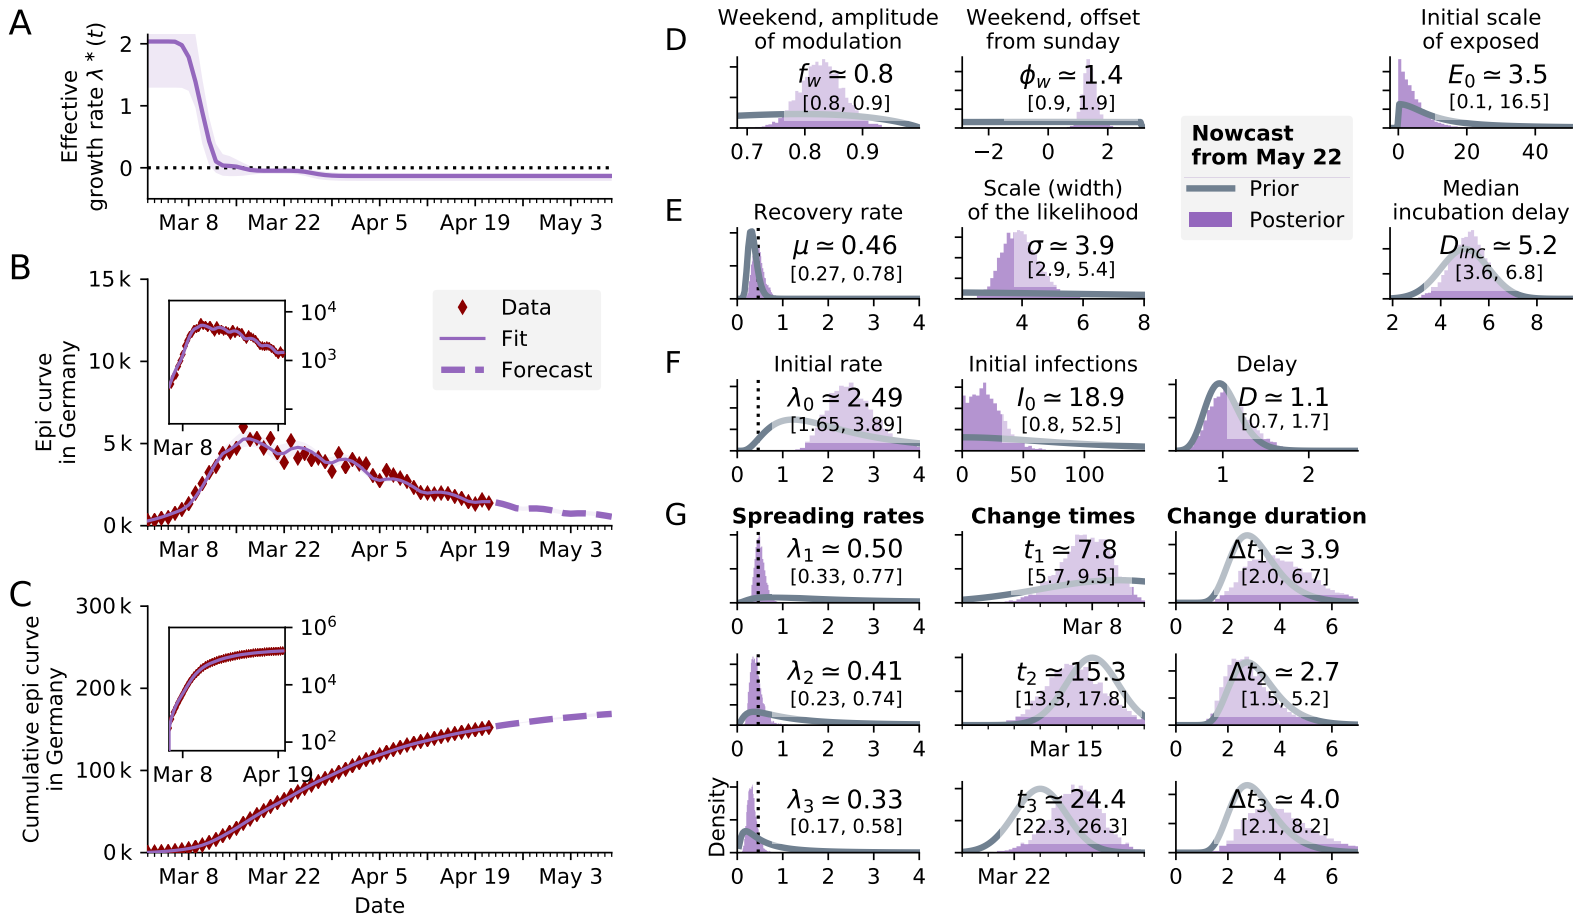 A
Effective
growth rate λ * (t)
2
1
0
Mar 8
Mar 22
Apr 5
Apr 19
May 3
B
Epi curve
in Germany
15 k
10 k
5 k
0 k
10⁴
10³
Mar 8
Data
Fit
Forecast
Mar 8
Mar 22
Apr 5
Apr 19
May 3
C
Cumulative epi curve
in Germany
300 k
200 k
100 k
0 k
10⁶
10⁴
10²
Mar 8
Apr 19
Mar 8
Mar 22
Apr 5
Apr 19
May 3
Date
D
Weekend, amplitude
of modulation
f_w ≃ 0.8
[0.8, 0.9]
0.7 0.8 0.9
Weekend, offset
from sunday
ϕ_w ≃ 1.4
[0.9, 1.9]
−2 0 2
Initial scale
of exposed
E₀ ≃ 3.5
[0.1, 16.5]
0 20 40
Nowcast
from May 22
Prior
Posterior
E
Recovery rate
μ ≃ 0.46
[0.27, 0.78]
0 1 2 3 4
Scale (width)
of the likelihood
σ ≃ 3.9
[2.9, 5.4]
4 6 8
Median
incubation delay
D_inc ≃ 5.2
[3.6, 6.8]
2 4 6 8
F
Initial rate
λ₀ ≃ 2.49
[1.65, 3.89]
0 1 2 3 4
Initial infections
I₀ ≃ 18.9
[0.8, 52.5]
0 50 100
Delay
D ≃ 1.1
[0.7, 1.7]
1 2
G
Spreading rates
λ₁ ≃ 0.50
[0.33, 0.77]
0 1 2 3 4
Change times
t₁ ≃ 7.8
[5.7, 9.5]
Mar 8
Change duration
Δt₁ ≃ 3.9
[2.0, 6.7]
0 2 4 6
λ₂ ≃ 0.41
[0.23, 0.74]
0 1 2 3 4
t₂ ≃ 15.3
[13.3, 17.8]
Mar 15
Δt₂ ≃ 2.7
[1.5, 5.2]
0 2 4 6
Density
λ₃ ≃ 0.33
[0.17, 0.58]
0 1 2 3 4
t₃ ≃ 24.4
[22.3, 26.3]
Mar 22
Δt₃ ≃ 4.0
[2.1, 8.2]
0 2 4 6